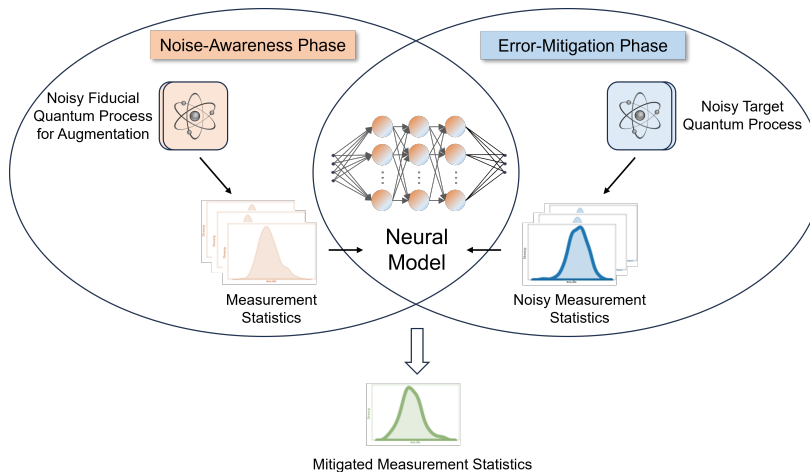 Noise-Awareness Phase
Error-Mitigation Phase
Noisy Fiducial
Quantum Process
for Augmentation
Noisy Target
Quantum Process
Neural
Model
Measurement
Statistics
Noisy Measurement
Statistics
Mitigated Measurement Statistics